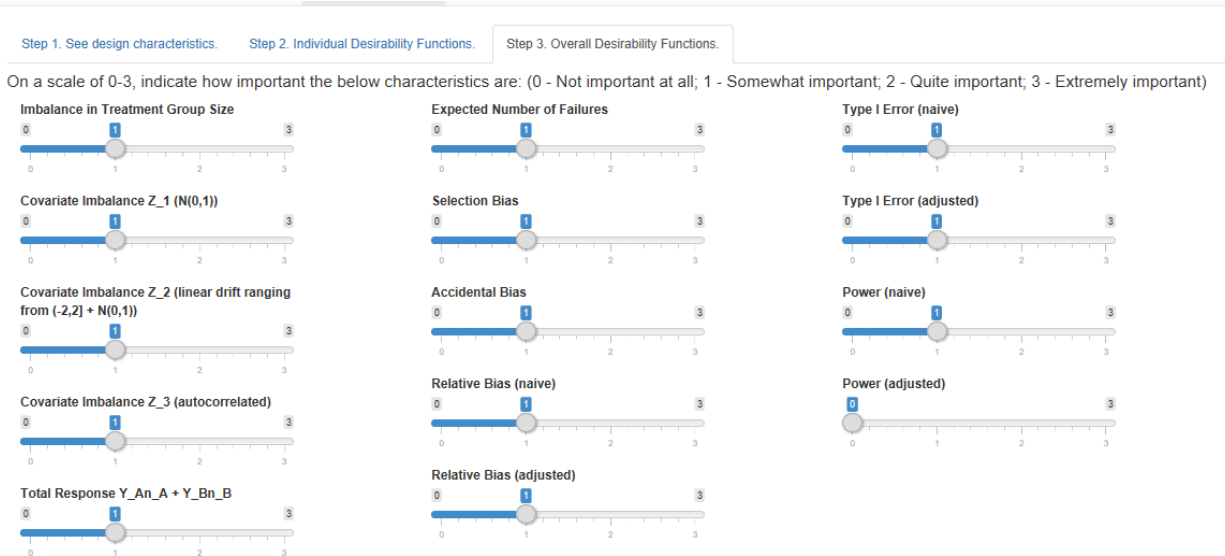 Step 1. See design characteristics. Step 2. Individual Desirability Functions. Step 3. Overall Desirability Functions.
On a scale of 0-3, indicate how important the below characteristics are: (0 - Not important at all; 1 - Somewhat important; 2 - Quite important; 3 - Extremely important)
Imbalance in Treatment Group Size
0 1 3
0 1 2 3
Covariate Imbalance Z_1 (N(0,1))
0 1 3
0 1 2 3
Covariate Imbalance Z_2 (linear drift ranging
from (-2,2] + N(0,1))
0 1 3
0 1 2 3
Covariate Imbalance Z_3 (autocorrelated)
0 1 3
0 1 2 3
Total Response Y_An_A + Y_Bn_B
0 1 3
0 1 2 3
Expected Number of Failures
0 1 3
0 1 2 3
Selection Bias
0 1 3
0 1 2 3
Accidental Bias
0 1 3
0 1 2 3
Relative Bias (naive)
0 1 3
0 1 2 3
Relative Bias (adjusted)
0 1 3
0 1 2 3
Type I Error (naive)
0 1 3
0 1 2 3
Type I Error (adjusted)
0 1 3
0 1 2 3
Power (naive)
0 1 3
0 1 2 3
Power (adjusted)
0 3
0 1 2 3